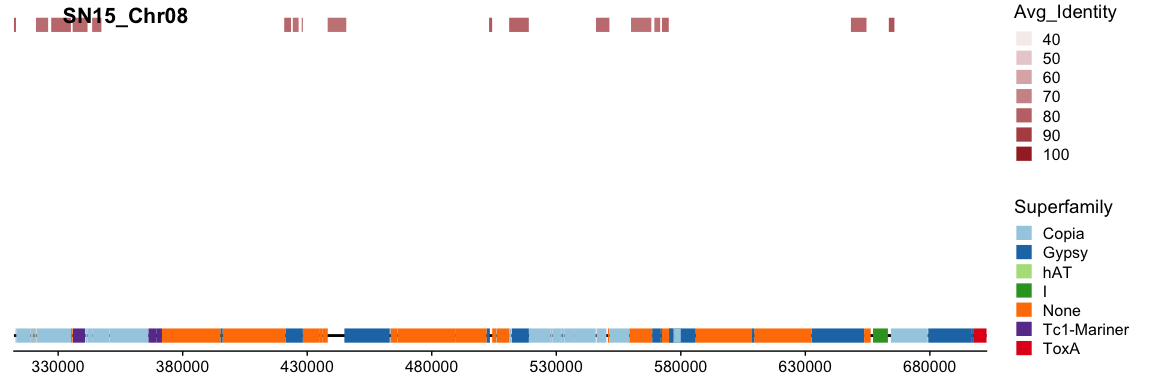 SN15_Chr08
Avg_Identity
40
50
60
70
80
90
100
Superfamily
Copia
Gypsy
hAT
I
None
Tc1-Mariner
ToxA
330000 380000 430000 480000 530000 580000 630000 680000